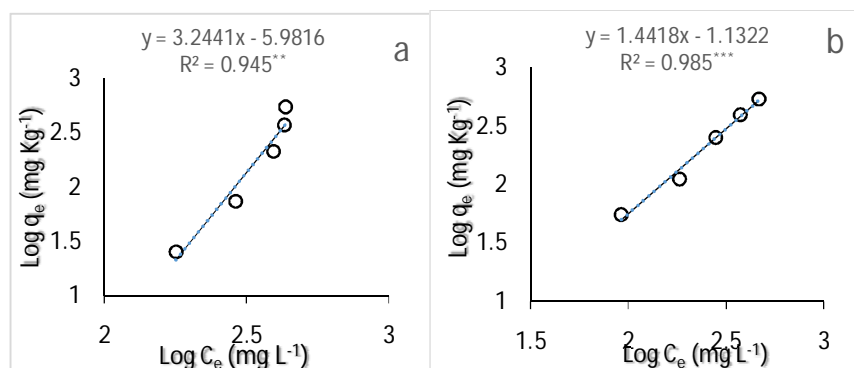 y = 3.2441x - 5.9816
R² = 0.945**
a
3
2.5
2
1.5
1
Log qe (mg Kg-1)
2
2.5
3
Log Ce (mg L-1)
y = 1.4418x - 1.1322
R² = 0.985***
b
3
2.5
2
1.5
1
Log qe (mg Kg-1)
1.5
2
2.5
3
Log Ce (mg L-1)